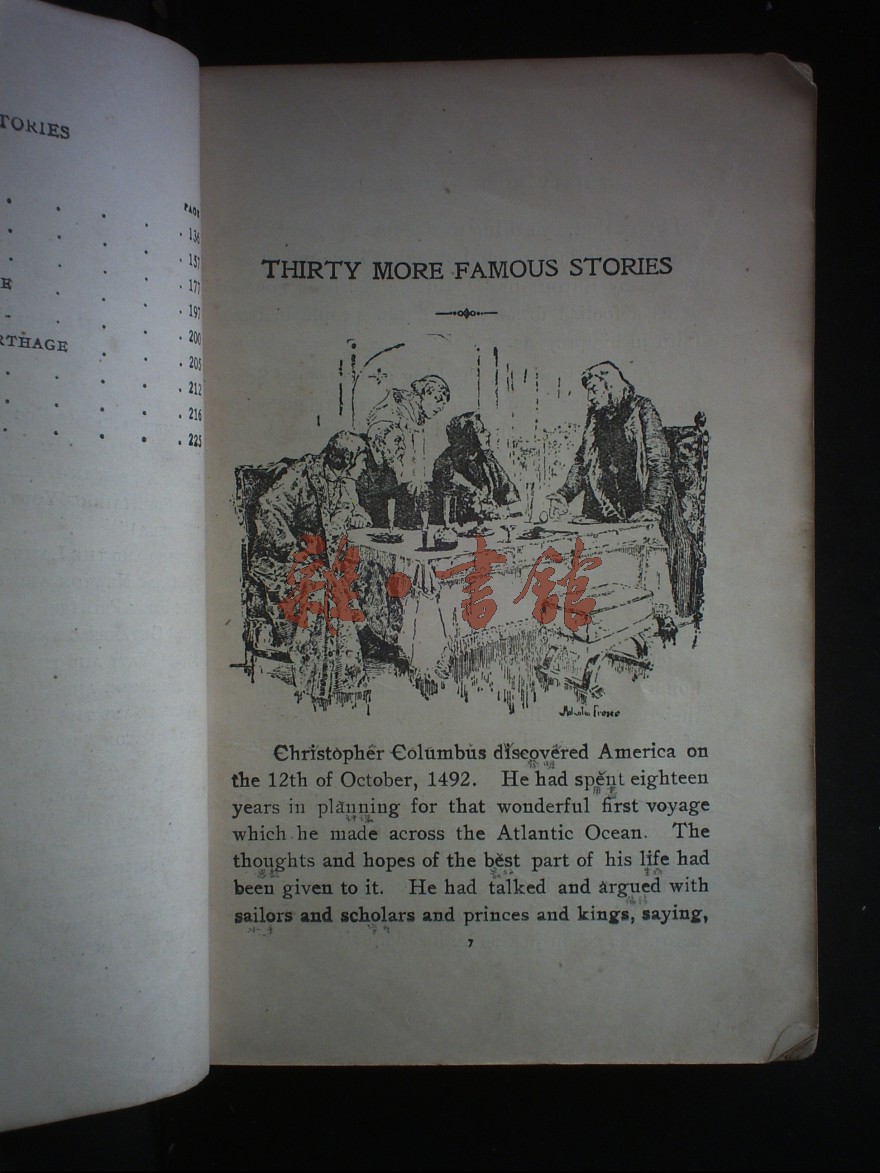 TORIES
PAGE
136
157
177
E
197
200
RTHAGE
205
212
216
225
THIRTY MORE FAMOUS STORIES
雜·書館
Christopher Columbus discovered America on
the 12th of October, 1492. He had spent eighteen
years in planning for that wonderful first voyage
which he made across the Atlantic Ocean. The
thoughts and hopes of the best part of his life had
been given to it. He had talked and argued with
sailors and scholars and princes and kings, saying,
7